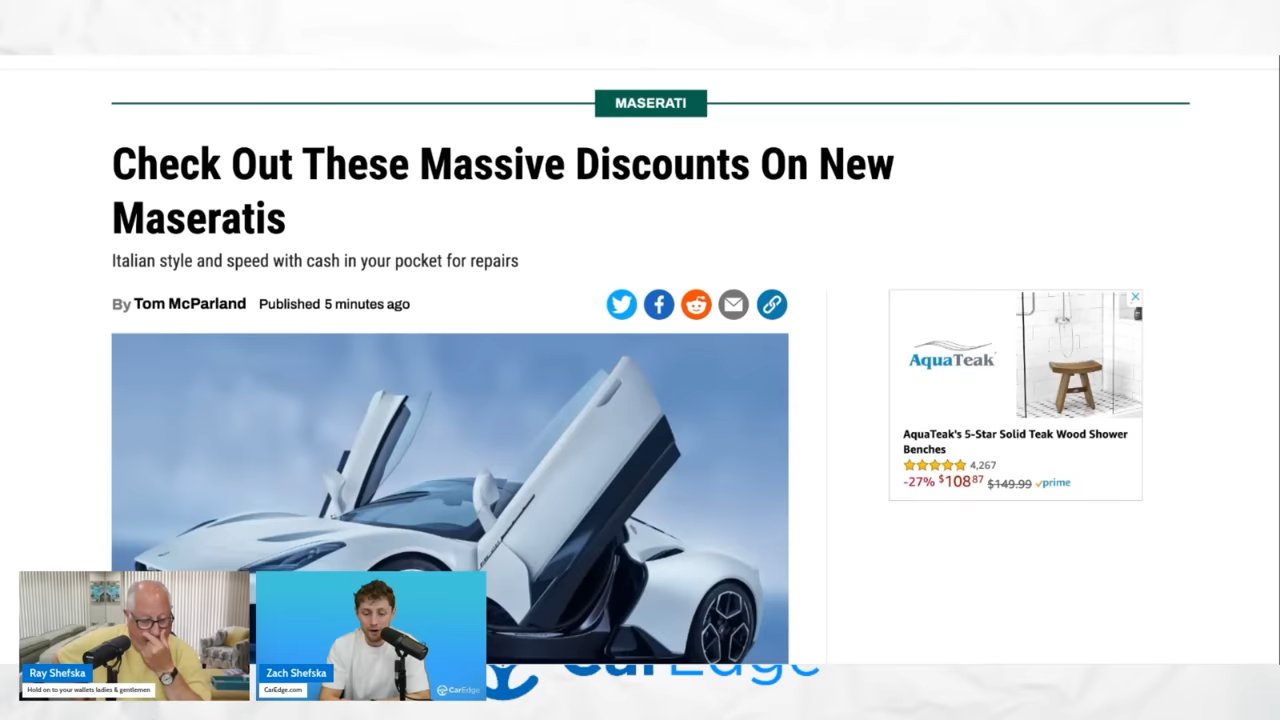 MASERATI
Check Out These Massive Discounts On New
Maseratis
Italian style and speed with cash in your pocket for repairs
By Tom McParland Published 5 minutes ago
AquaTeak
AquaTeak's 5-Star Solid Teak Wood Shower
Benches
4,267
-27% $108⁸⁷ $149.99 prime
Ray Shefska
Hold on to your wallets ladies & gentlemen
Zach Shefska
CarEdge.com
CarEdge
CarEdge